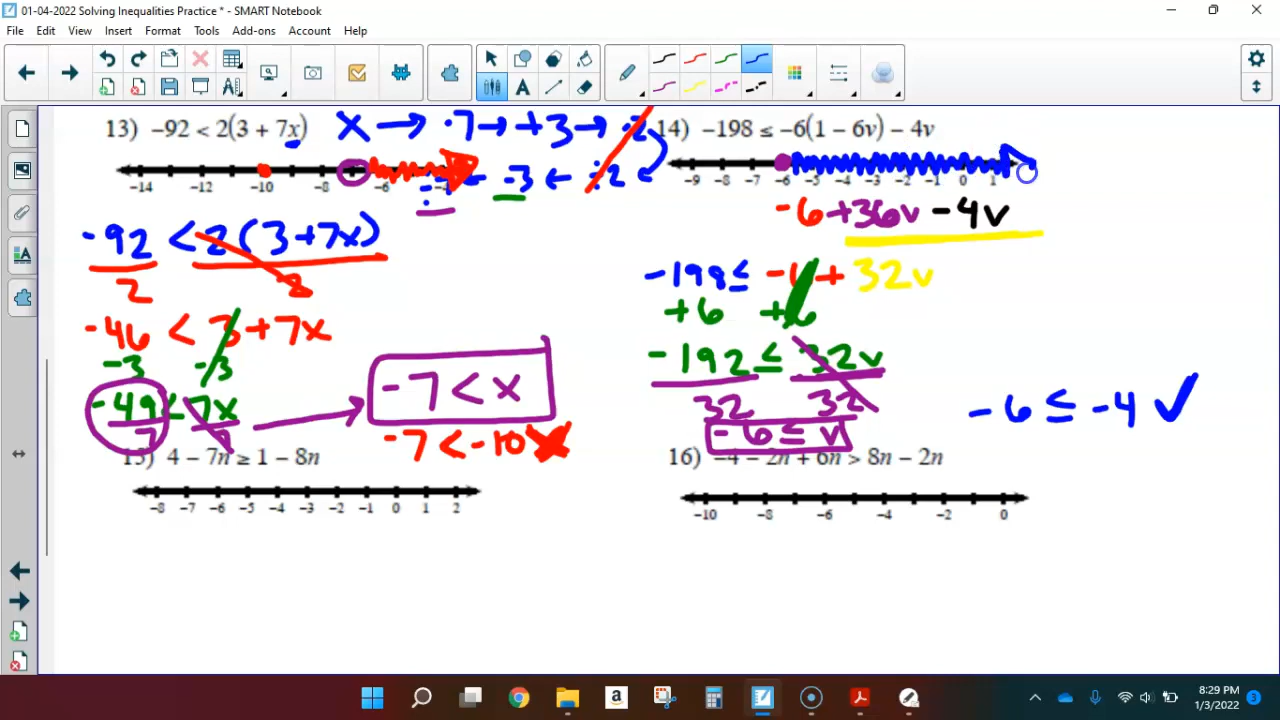 01-04-2022 Solving Inequalities Practice * - SMART Notebook
File Edit View Insert Format Tools Add-ons Account Help
13) -92 < 2(3 + 7x)
x → ·7 → +3 → ·2
÷7 ← -3 ← ÷2
-14 -12 -10 -8 -6 -4
-92 < 2(3+7x)
2 2
-46 < 3 + 7x
-3 -3
-49 < 7x
7 7
-7 < x
-7 < -10 x
14) -198 ≤ -6(1 - 6v) - 4v
-9 -8 -7 -6 -5 -4 -3 -2 -1 0 1
-6 +36v -4v
-198 ≤ -6 + 32v
+6 +6
-192 ≤ 32v
32 32
-6 ≤ v
-6 ≤ -4 ✓
15) 4 - 7n ≥ 1 - 8n
-8 -7 -6 -5 -4 -3 -2 -1 0 1 2
16) -4 - 2n + 6n > 8n - 2n
-10 -8 -6 -4 -2 0
8:29 PM
1/3/2022
3